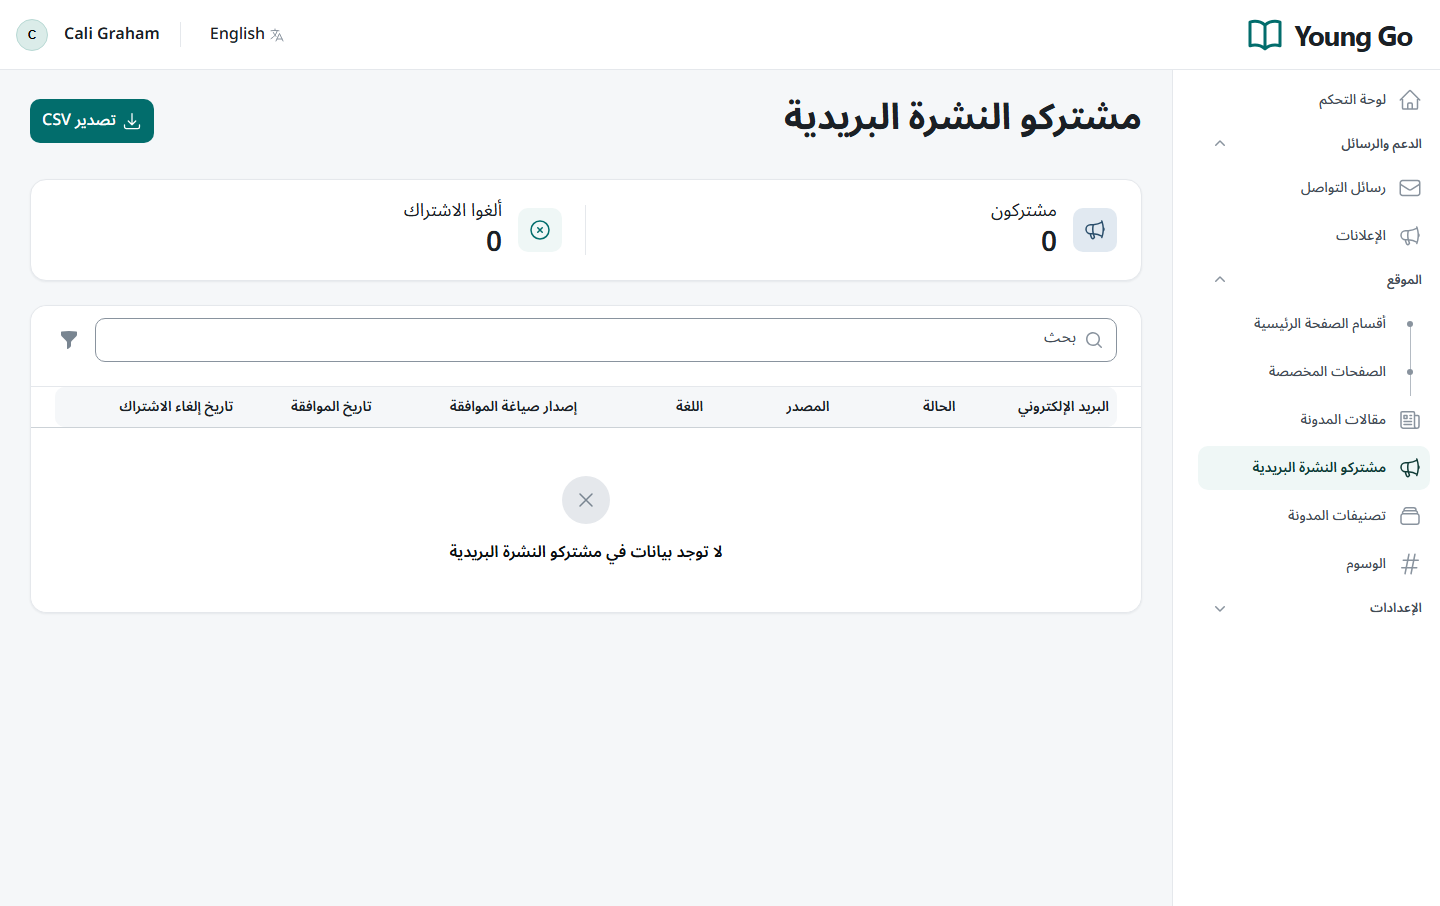 Young Go
English
Cali Graham
C
لوحة التحكم
الدعم والرسائل
رسائل التواصل
الإعلانات
الموقع
أقسام الصفحة الرئيسية
الصفحات المخصصة
مقالات المدونة
مشتركو النشرة البريدية
تصنيفات المدونة
الوسوم
الإعدادات
مشتركو النشرة البريدية
تصدير CSV
مشتركون
0
ألغوا الاشتراك
0
بحث
البريد الإلكتروني الحالة المصدر اللغة إصدار صياغة الموافقة تاريخ الموافقة تاريخ إلغاء الاشتراك
لا توجد بيانات في مشتركو النشرة البريدية